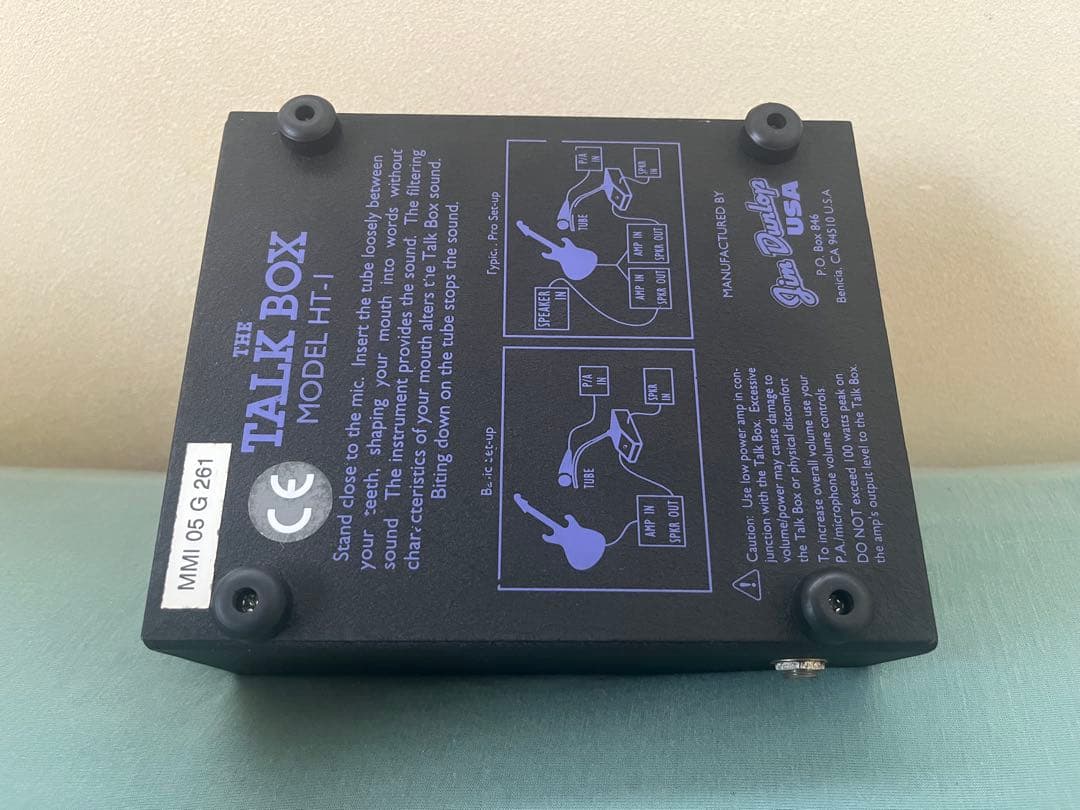 MMI 05 G 261
CE
THE
TALK BOX
MODEL HT-1
Stand close to the mic. Insert the tube loosely between
your teeth, shaping your mouth into words without
sound. The instrument provides the sound. The filtering
characteristics of your mouth alters the Talk Box sound.
Biting down on the tube stops the sound.
Basic Set-up
TUBE
P/A
IN
SPKR
IN
AMP IN
SPKR OUT
Typic.. Pro Set-up
SPEAKER
IN
TUBE
P/A
IN
SPKR
IN
AMP IN
SPKR OUT
AMP IN
SPKR OUT
Caution: Use low power amp in con-
junction with the Talk Box. Excessive
volume/power may cause damage to
the Talk Box or physical discomfort
To increase overall volume use your
P.A./microphone volume controls
DO NOT exceed 100 watts peak on
the amp's output level to the Talk Box.
MANUFACTURED BY
Jim Dunlop
USA
P.O. Box 846
Benicia, CA 94510 U.S.A